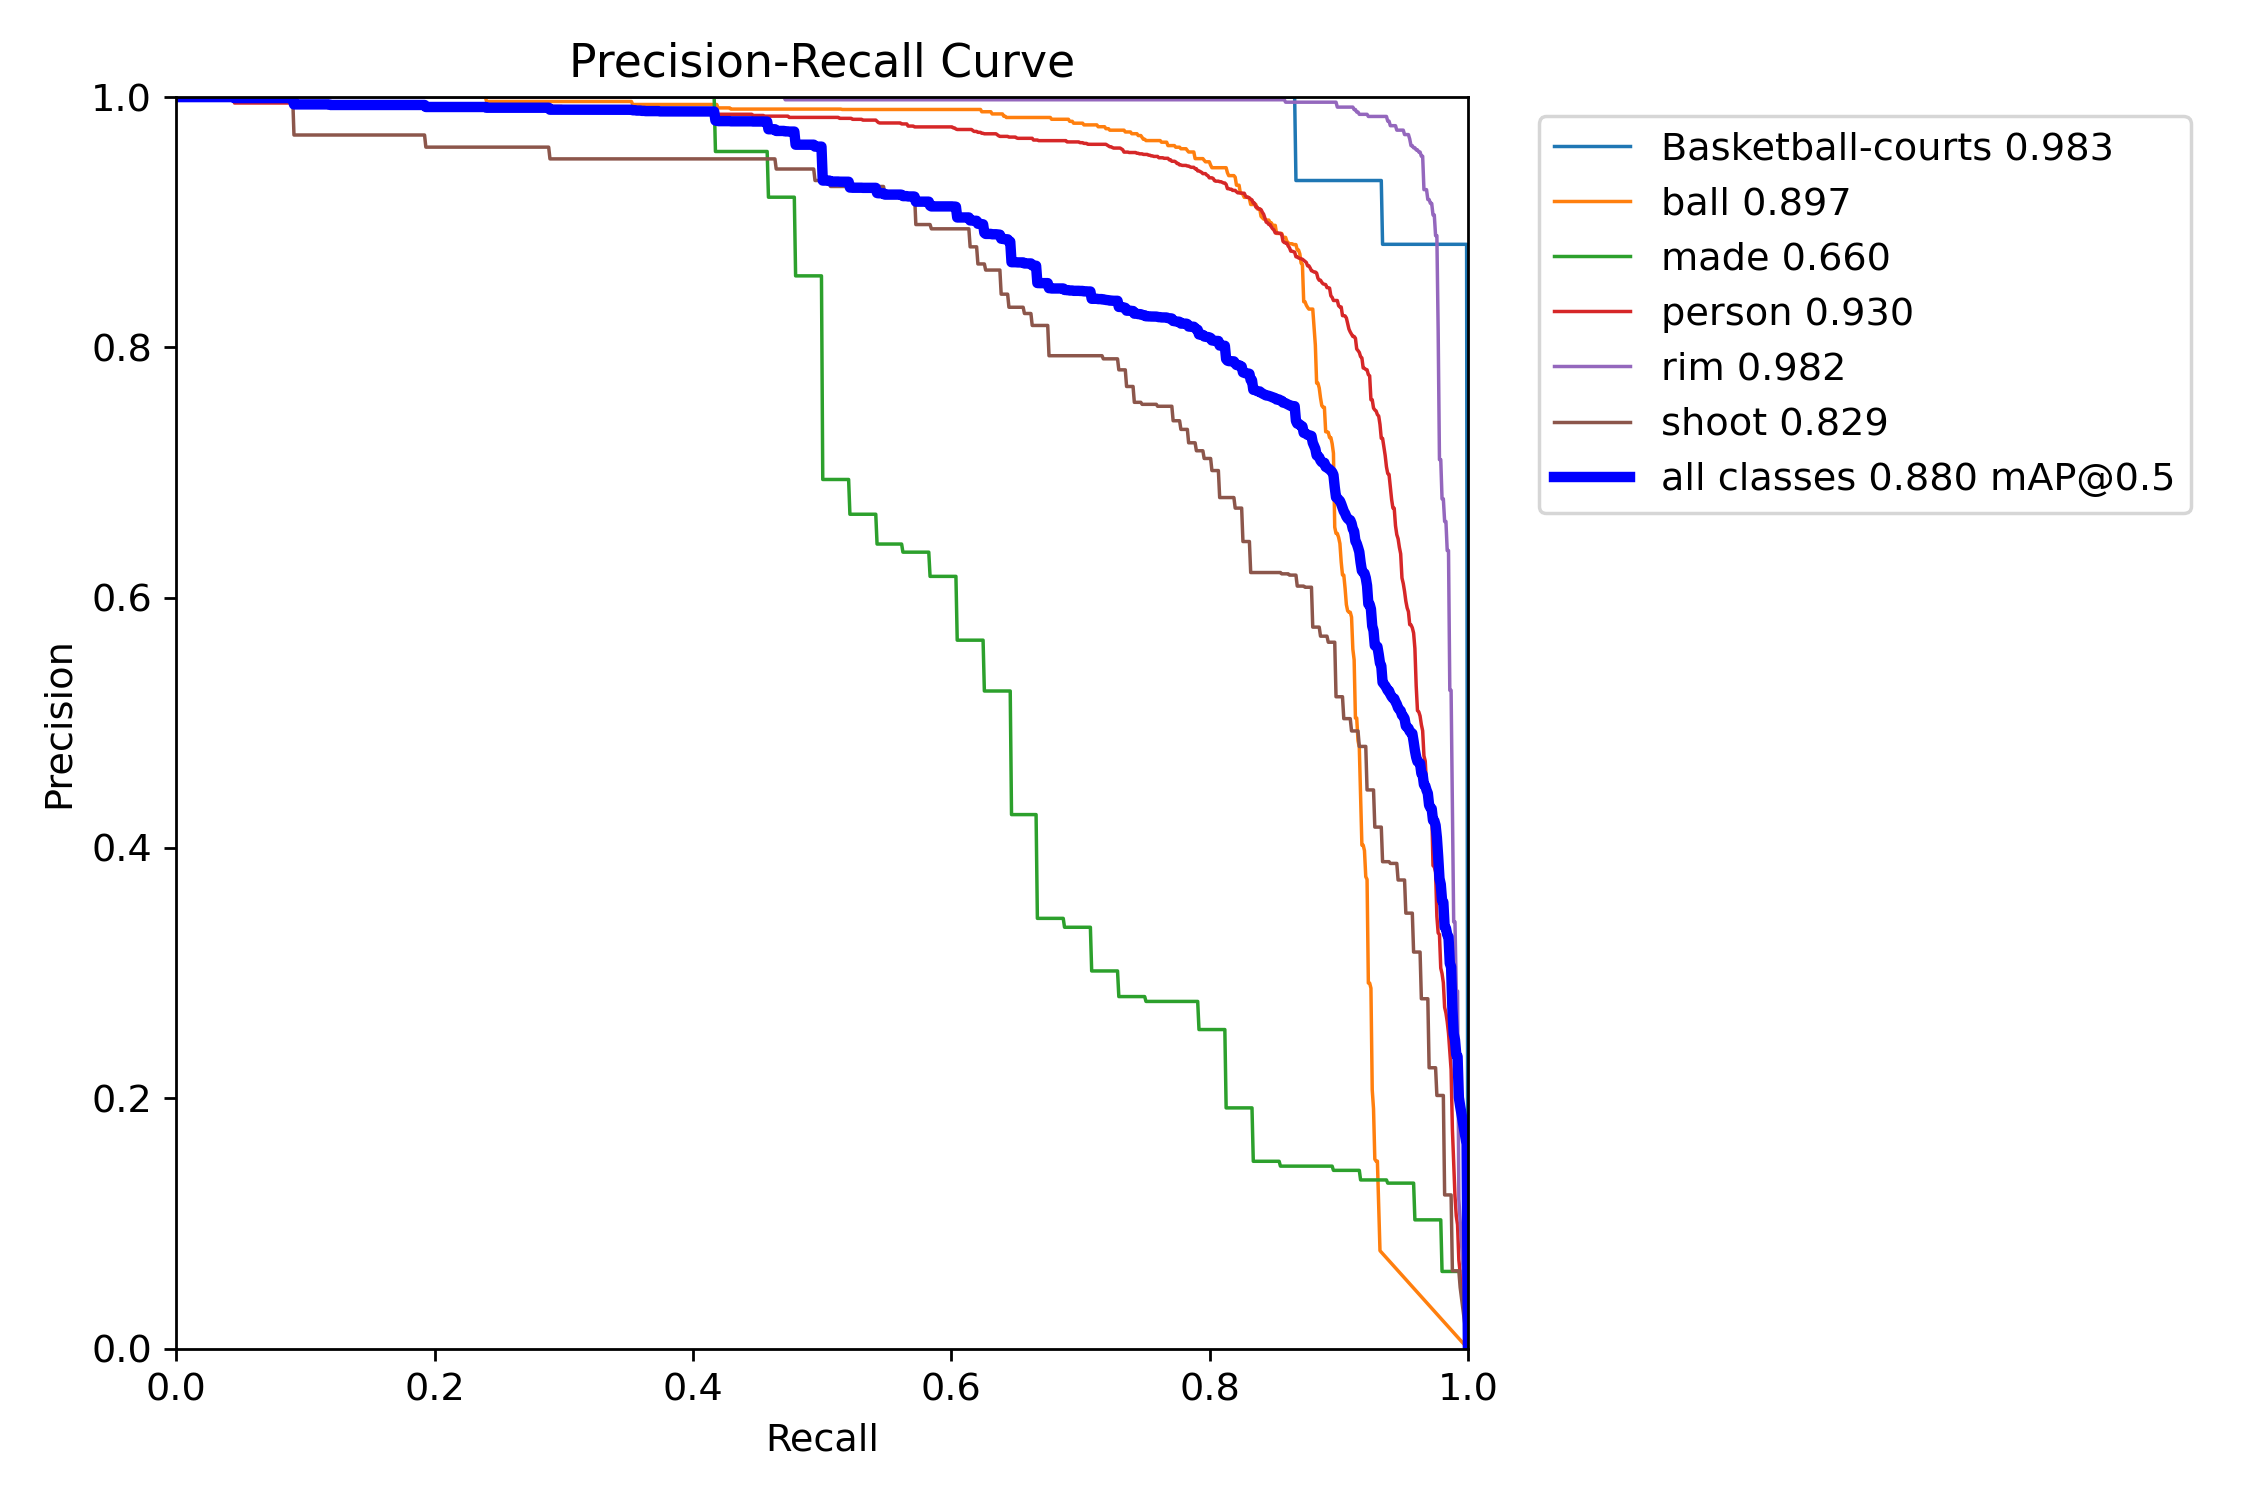 Precision-Recall Curve
1.0
0.8
0.6
0.4
0.2
0.0
Precision
0.0 0.2 0.4 0.6 0.8 1.0
Recall
Basketball-courts 0.983
ball 0.897
made 0.660
person 0.930
rim 0.982
shoot 0.829
all classes 0.880 mAP@0.5